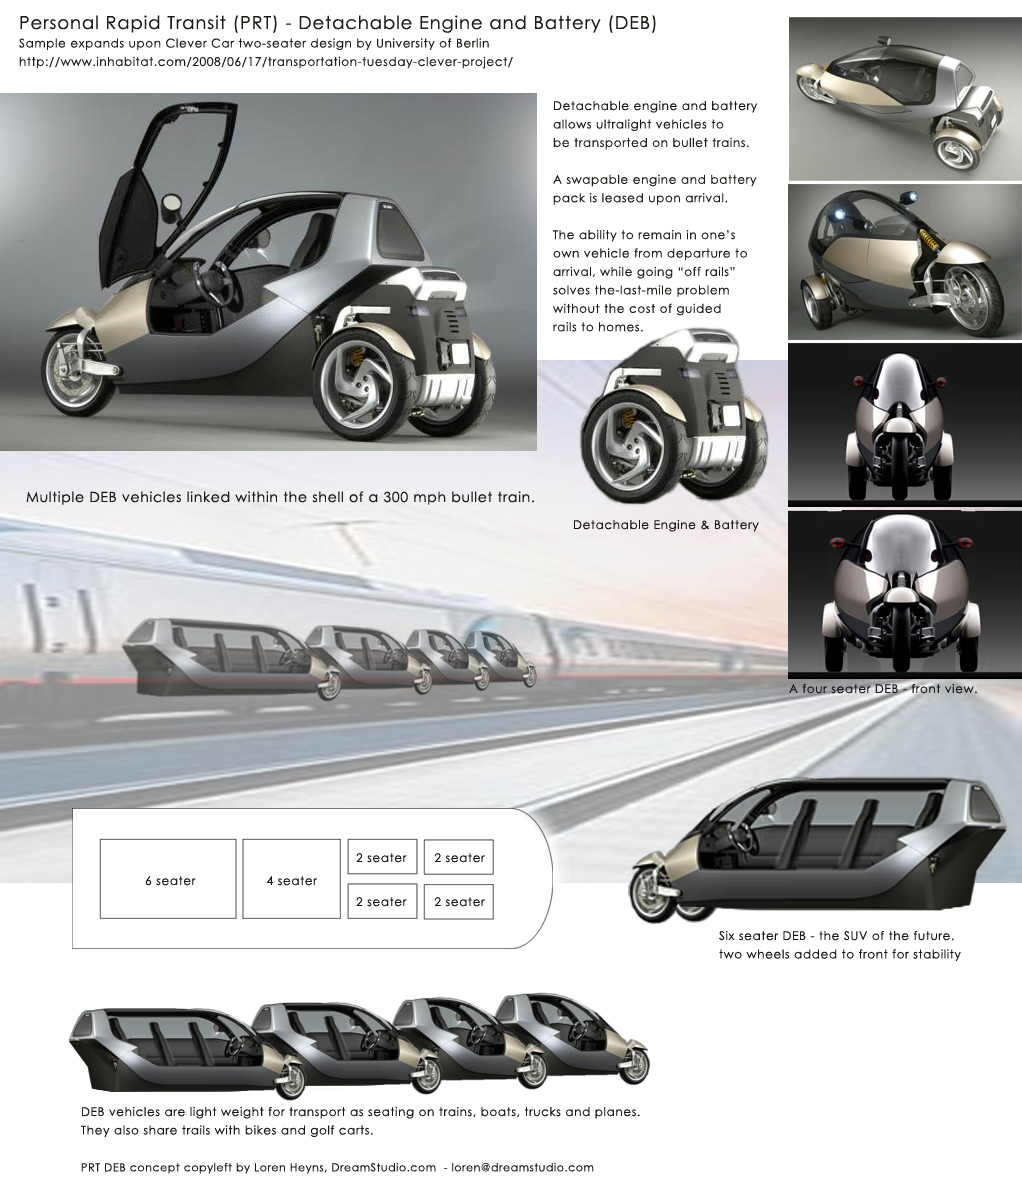 Personal Rapid Transit (PRT) - Detachable Engine and Battery (DEB)
Sample expands upon Clever Car two-seater design by University of Berlin
http://www.inhabitat.com/2008/06/17/transportation-tuesday-clever-project/
Detachable engine and battery
allows ultralight vehicles to
be transported on bullet trains.
A swapable engine and battery
pack is leased upon arrival.
The ability to remain in one's
own vehicle from departure to
arrival, while going “off rails”
solves the-last-mile problem
without the cost of guided
rails to homes.
Detachable Engine & Battery
Multiple DEB vehicles linked within the shell of a 300 mph bullet train.
A four seater DEB - front view.
6 seater
4 seater
2 seater
2 seater
2 seater
2 seater
Six seater DEB - the SUV of the future.
two wheels added to front for stability
DEB vehicles are light weight for transport as seating on trains, boats, trucks and planes.
They also share trails with bikes and golf carts.
PRT DEB concept copyleft by Loren Heyns, DreamStudio.com - loren@dreamstudio.com